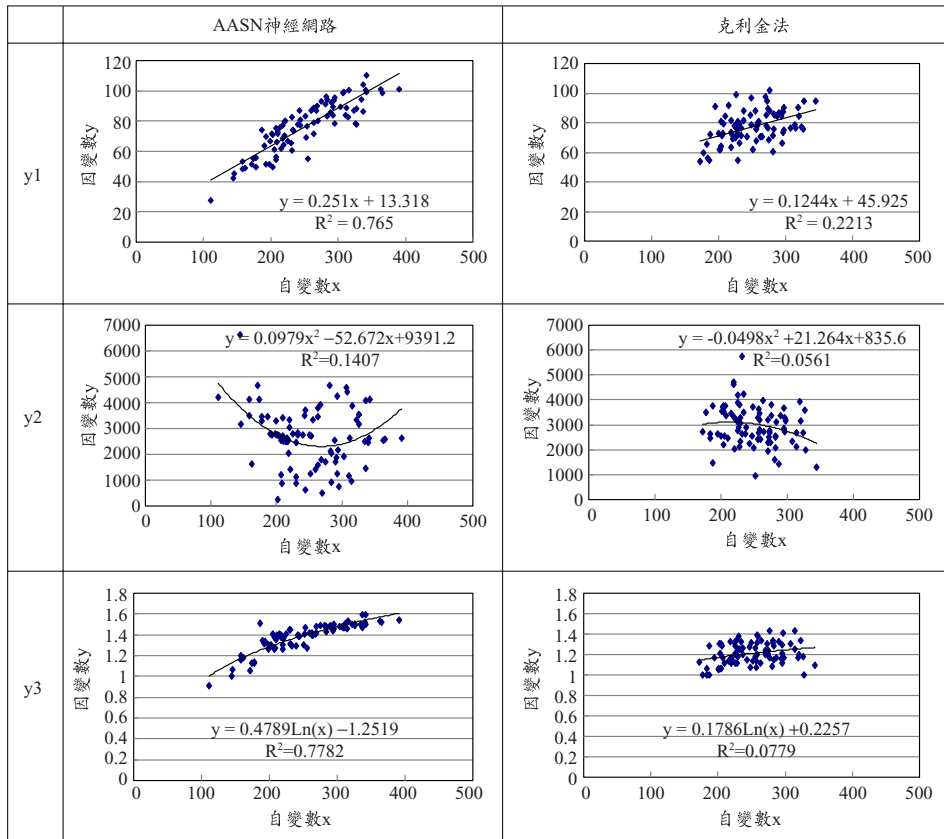 AASN神經網路
克利金法
y1
因變數y
120
100
80
60
40
20
0
y = 0.251x + 13.318
R² = 0.765
0 100 200 300 400 500
自變數x
因變數y
120
100
80
60
40
20
0
y = 0.1244x + 45.925
R² = 0.2213
0 100 200 300 400 500
自變數x
y2
因變數y
7000
6000
5000
4000
3000
2000
1000
0
y = 0.0979x² −52.672x+9391.2
R²=0.1407
0 100 200 300 400 500
自變數x
因變數y
7000
6000
5000
4000
3000
2000
1000
0
y = -0.0498x² +21.264x+835.6
R²=0.0561
0 100 200 300 400 500
自變數x
y3
因變數y
1.8
1.6
1.4
1.2
1
0.8
0.6
0.4
0.2
0
y = 0.4789Ln(x) −1.2519
R²=0.7782
0 100 200 300 400 500
自變數x
因變數y
1.8
1.6
1.4
1.2
1
0.8
0.6
0.4
0.2
0
y = 0.1786Ln(x) +0.2257
R²=0.0779
0 100 200 300 400 500
自變數x